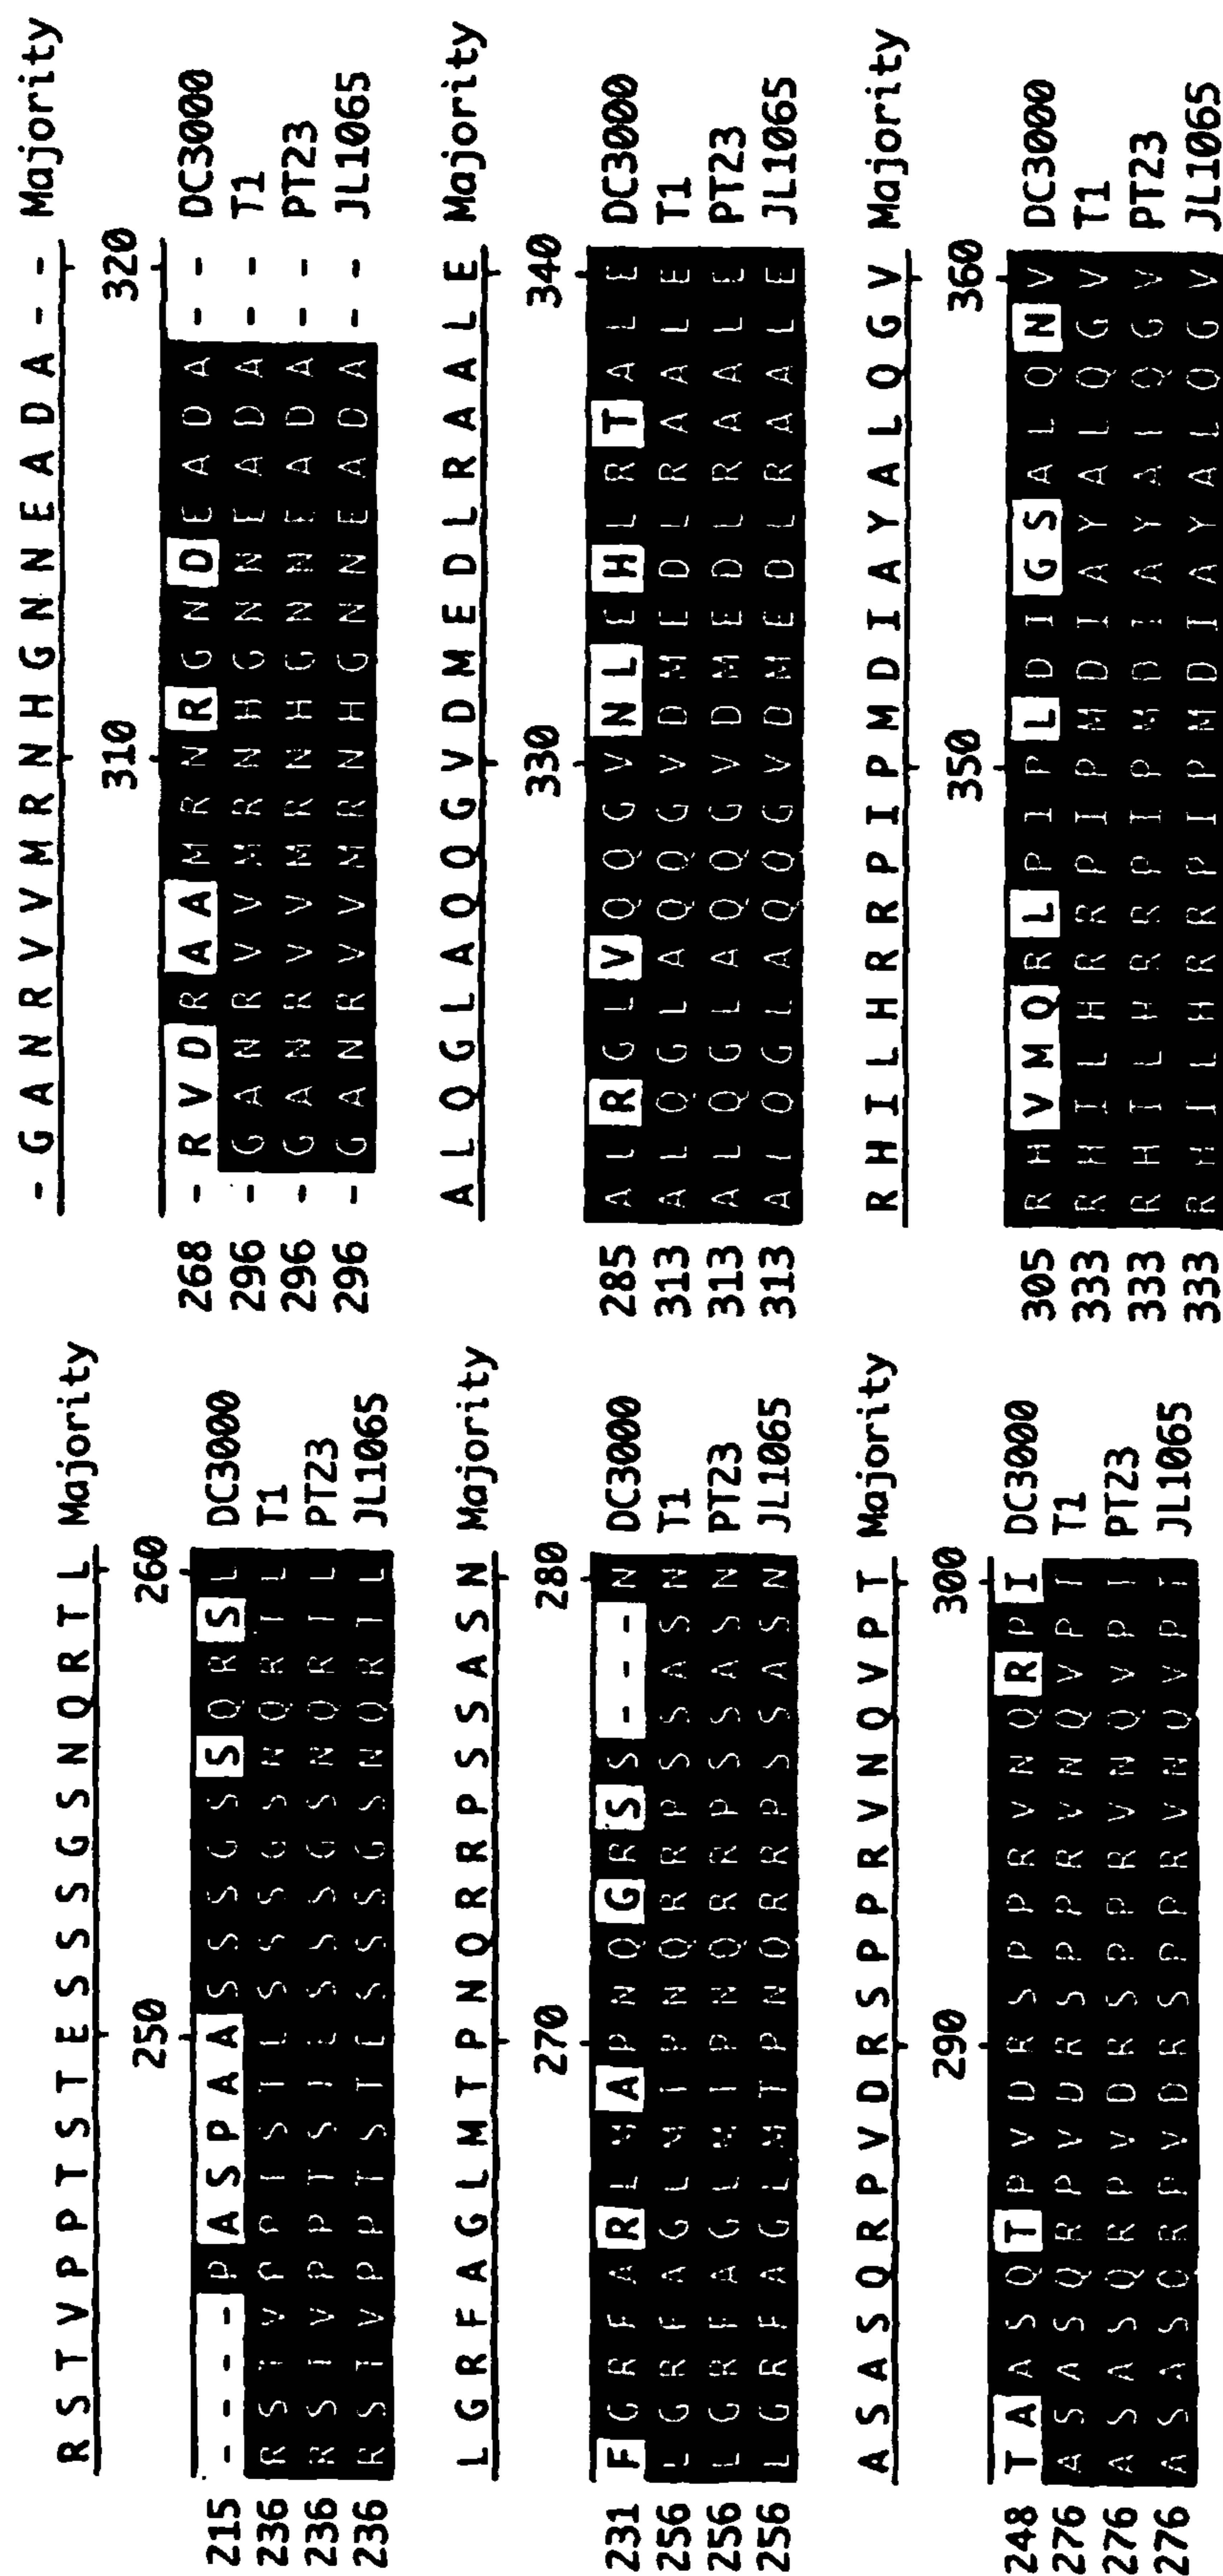 R S T V P P T S T E S S S G S N Q R T L Majority
250 260
215 - - - - P A S P A A S S S G S S Q R S L DC3000
236 R S T V P P T S T E S S S G S N Q R T L T1
236 R S T V P P T S T E S S S G S N Q R T L PT23
236 R S T V P P T S T E S S S G S N Q R T L JL1065
L G R F A G L M T P N Q R R P S S A S N Majority
270 280
231 F G R F A R L M A P N Q G R S S - - - N DC3000
256 L G R F A G L M T P N Q R R P S S A S N T1
256 L G R F A G L M T P N Q R R P S S A S N PT23
256 L G R F A G L M T P N Q R R P S S A S N JL1065
A S A S Q R P V D R S P P R V N Q V P T Majority
290 300
248 T A A S Q T P V D R S P P R V N Q R P I DC3000
276 A S A S Q R P V D R S P P R V N Q V P T T1
276 A S A S Q R P V D R S P P R V N Q V P T PT23
276 A S A S Q R P V D R S P P R V N Q V P T JL1065
- G A N R V V M R N H G N N E A D A - - Majority
310 320
268 - R V D R A A M R N R G N D E A D A - - DC3000
296 - G A N R V V M R N H G N N E A D A - - T1
296 - G A N R V V M R N H G N N E A D A - - PT23
296 - G A N R V V M R N H G N N E A D A - - JL1065
A L Q G L A Q Q G V D M E D L R A A L E Majority
330 340
285 A L R G L V Q Q G V N L E H L R T A L E DC3000
313 A L Q G L A Q Q G V D M E D L R A A L E T1
313 A L Q G L A Q Q G V D M E D L R A A L E PT23
313 A L Q G L A Q Q G V D M E D L R A A L E JL1065
R H I L H R R P I P M D I A Y A L Q G V Majority
350 360
305 R H V M Q R L P I P L D I G S A L Q N V DC3000
333 R H I L H R R P I P M D I A Y A L Q G V T1
333 R H I L H R R P I P M D I A Y A L Q G V PT23
333 R H I L H R R P I P M D I A Y A L Q G V JL1065